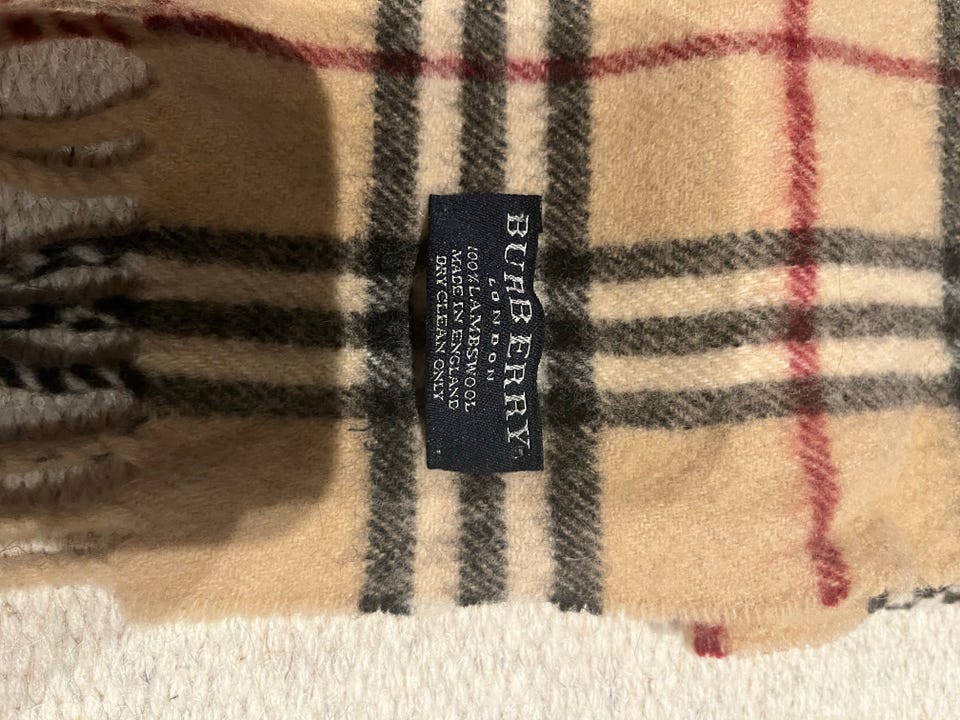 BURBERRY
LONDON
100% LAMBSWOOL
MADE IN ENGLAND
DRY CLEAN ONLY